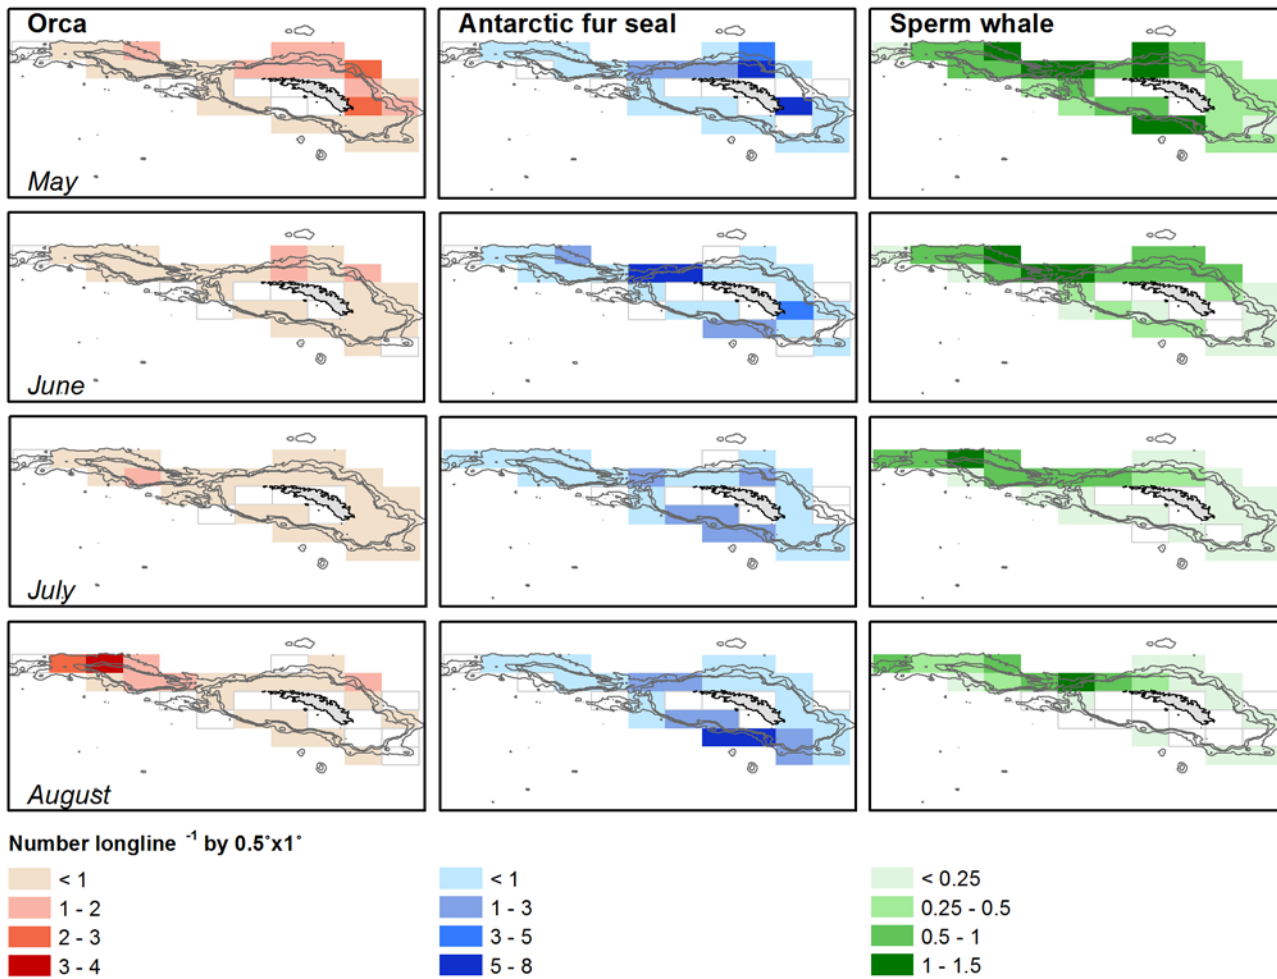 Orca Antarctic fur seal Sperm whale
May
June
July
August
Number longline ⁻¹ by 0.5˚x1˚
< 1 < 1 < 0.25
1 - 2 1 - 3 0.25 - 0.5
2 - 3 3 - 5 0.5 - 1
3 - 4 5 - 8 1 - 1.5